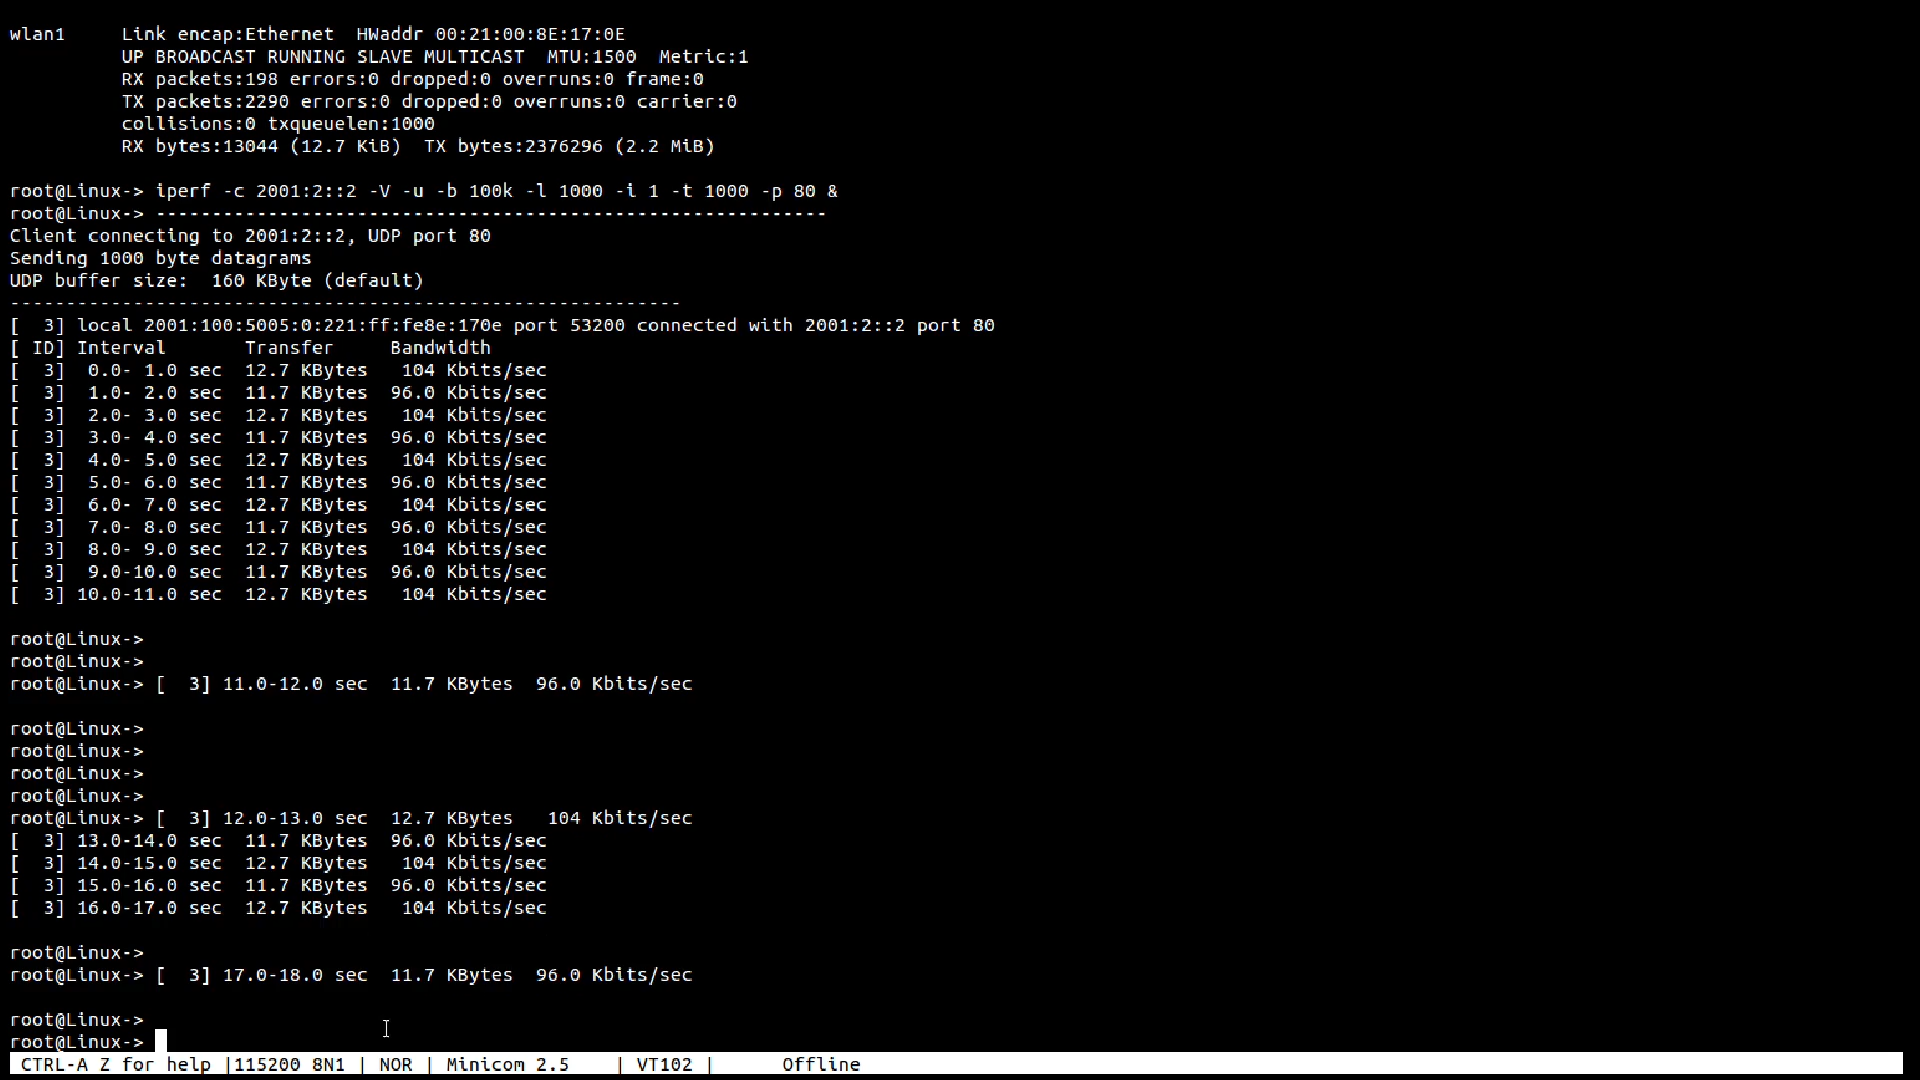 wlan1     Link encap:Ethernet  HWaddr 00:21:00:8E:17:0E
          UP BROADCAST RUNNING SLAVE MULTICAST  MTU:1500  Metric:1
          RX packets:198 errors:0 dropped:0 overruns:0 frame:0
          TX packets:2290 errors:0 dropped:0 overruns:0 carrier:0
          collisions:0 txqueuelen:1000
          RX bytes:13044 (12.7 KiB)  TX bytes:2376296 (2.2 MiB)
root@Linux-> iperf -c 2001:2::2 -V -u -b 100k -l 1000 -i 1 -t 1000 -p 80 &
root@Linux-> ------------------------------------------------------------
Client connecting to 2001:2::2, UDP port 80
Sending 1000 byte datagrams
UDP buffer size:  160 KByte (default)
------------------------------------------------------------
[  3] local 2001:100:5005:0:221:ff:fe8e:170e port 53200 connected with 2001:2::2 port 80
[ ID] Interval       Transfer     Bandwidth
[  3]  0.0- 1.0 sec  12.7 KBytes   104 Kbits/sec
[  3]  1.0- 2.0 sec  11.7 KBytes  96.0 Kbits/sec
[  3]  2.0- 3.0 sec  12.7 KBytes   104 Kbits/sec
[  3]  3.0- 4.0 sec  11.7 KBytes  96.0 Kbits/sec
[  3]  4.0- 5.0 sec  12.7 KBytes   104 Kbits/sec
[  3]  5.0- 6.0 sec  11.7 KBytes  96.0 Kbits/sec
[  3]  6.0- 7.0 sec  12.7 KBytes   104 Kbits/sec
[  3]  7.0- 8.0 sec  11.7 KBytes  96.0 Kbits/sec
[  3]  8.0- 9.0 sec  12.7 KBytes   104 Kbits/sec
[  3]  9.0-10.0 sec  11.7 KBytes  96.0 Kbits/sec
[  3] 10.0-11.0 sec  12.7 KBytes   104 Kbits/sec
root@Linux->
root@Linux->
root@Linux-> [  3] 11.0-12.0 sec  11.7 KBytes  96.0 Kbits/sec
root@Linux->
root@Linux->
root@Linux->
root@Linux->
root@Linux-> [  3] 12.0-13.0 sec  12.7 KBytes   104 Kbits/sec
[  3] 13.0-14.0 sec  11.7 KBytes  96.0 Kbits/sec
[  3] 14.0-15.0 sec  12.7 KBytes   104 Kbits/sec
[  3] 15.0-16.0 sec  11.7 KBytes  96.0 Kbits/sec
[  3] 16.0-17.0 sec  12.7 KBytes   104 Kbits/sec
root@Linux->
root@Linux-> [  3] 17.0-18.0 sec  11.7 KBytes  96.0 Kbits/sec
root@Linux->
root@Linux->
CTRL-A Z for help |115200 8N1 | NOR | Minicom 2.5    | VT102 |      Offline